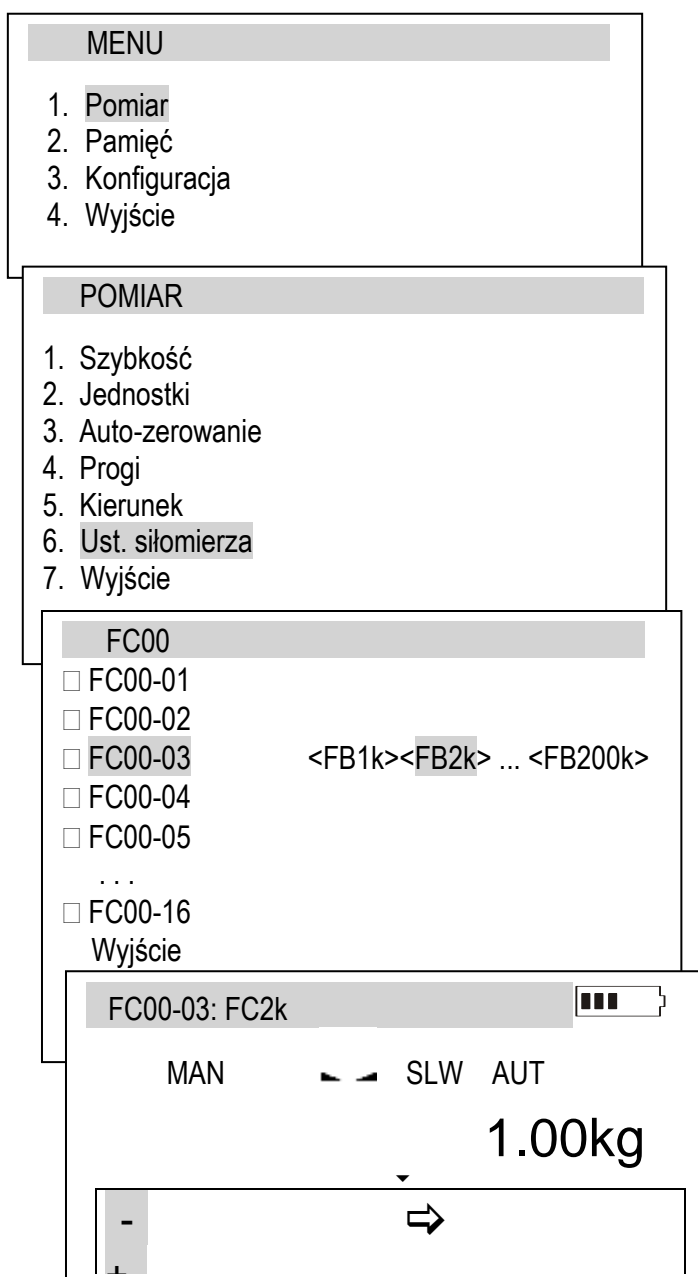 MENU
1. Pomiar
2. Pamięć
3. Konfiguracja
4. Wyjście
POMIAR
1. Szybkość
2. Jednostki
3. Auto-zerowanie
4. Progi
5. Kierunek
6. Ust. siłomierza
7. Wyjście
FC00
□ FC00-01
□ FC00-02
□ FC00-03 <FB1k><FB2k> ... <FB200k>
□ FC00-04
□ FC00-05
. . .
□ FC00-16
Wyjście
FC00-03: FC2k
MAN SLW AUT
1.00kg
- ⇨
+